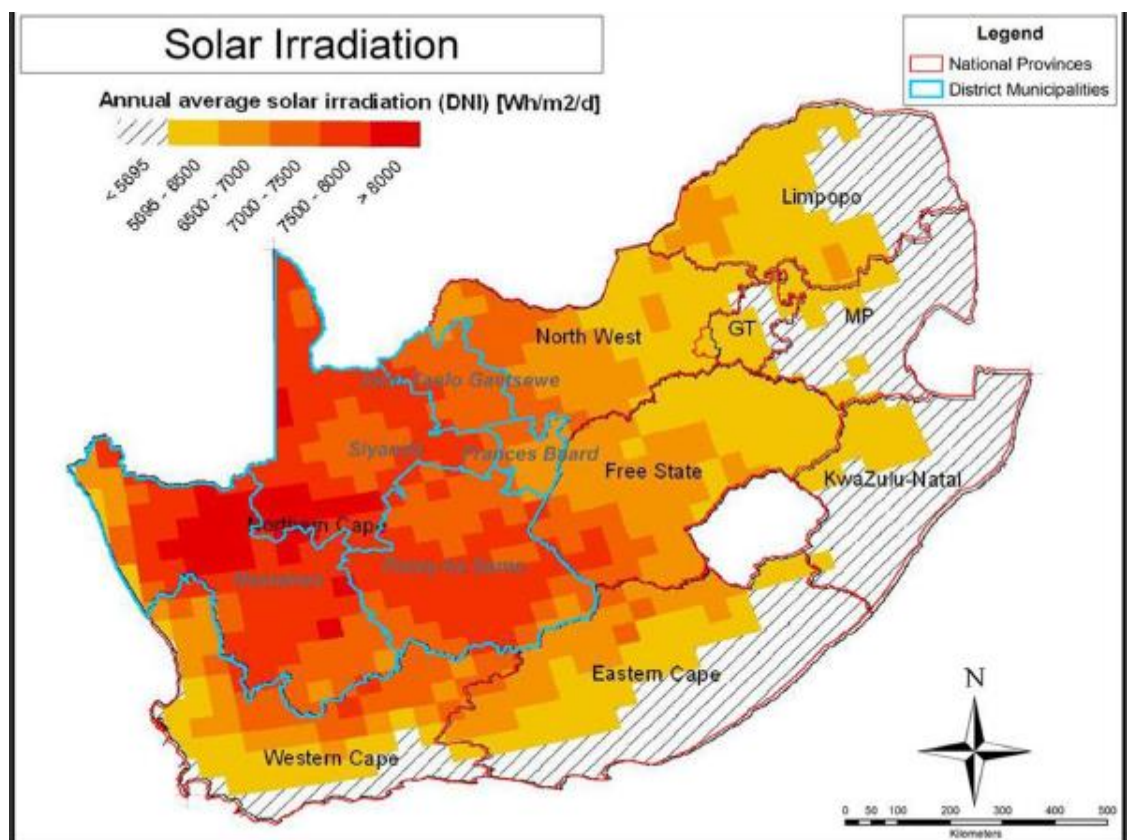 Solar Irradiation
Legend
National Provinces
District Municipalities
Annual average solar irradiation (DNI) [Wh/m2/d]
< 5695
5695 - 6500
6500 - 7000
7000 - 7500
7500 - 8000
> 8000
Limpopo
North West
GT
MP
Taolo Gaetsewe
Siyanda
Frances Baard
Free State
KwaZulu-Natal
Northern Cape
Pixley ka Seme
Eastern Cape
Western Cape
N
0 50 100 200 300 400 500
Kilometers